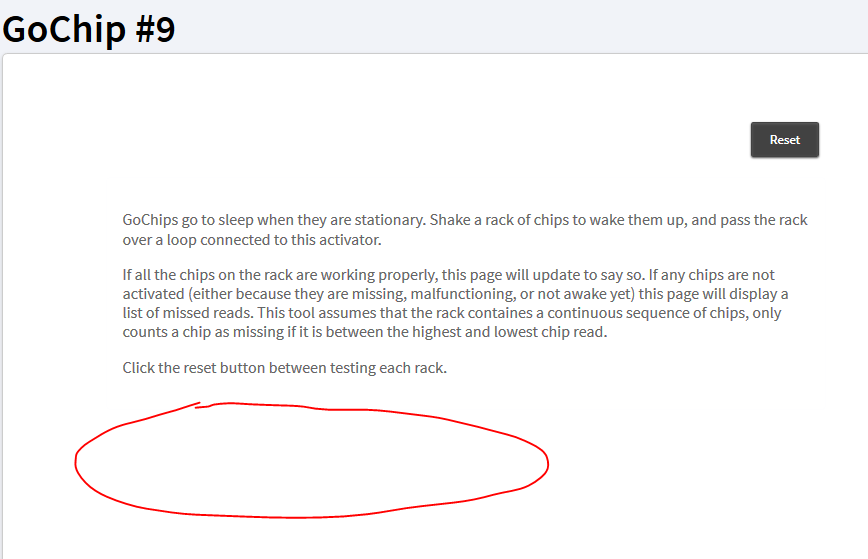 GoChip #9
Reset
GoChips go to sleep when they are stationary. Shake a rack of chips to wake them up, and pass the rack
over a loop connected to this activator.
If all the chips on the rack are working properly, this page will update to say so. If any chips are not
activated (either because they are missing, malfunctioning, or not awake yet) this page will display a
list of missed reads. This tool assumes that the rack containes a continuous sequence of chips, only
counts a chip as missing if it is between the highest and lowest chip read.
Click the reset button between testing each rack.